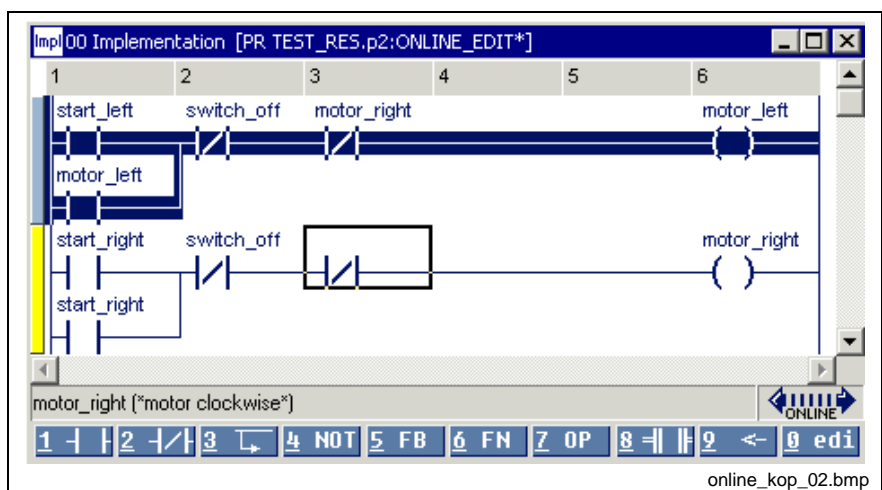 Impl 00 Implementation [PR TEST_RES.p2:ONLINE_EDIT*]
1 2 3 4 5 6
start_left switch_off motor_right motor_left
motor_left
start_right switch_off motor_right
start_right
motor_right (*motor clockwise*)
ONLINE
1 2 3 4 NOT 5 FB 6 FN 7 OP 8 9 <- 0 edi
online_kop_02.bmp